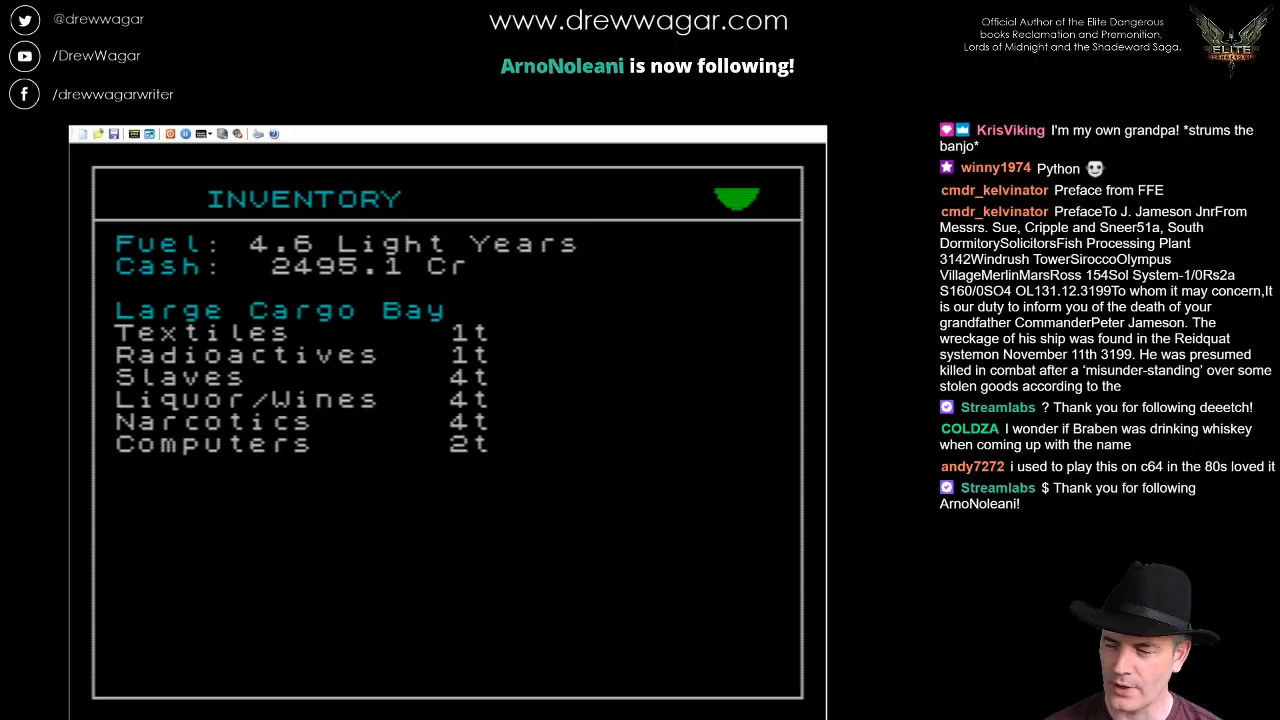 @drewwagar
/DrewWagar
/drewwagarwriter
www.drewwagar.com
ArnoNoleani is now following!
Official Author of the Elite Dangerous
books Reclamation and Premonition,
Lords of Midnight and the Shadeward Saga.
ELITE
DANGEROUS
INVENTORY
Fuel: 4.6 Light Years
Cash: 2495.1 Cr
Large Cargo Bay
Textiles 1t
Radioactives 1t
Slaves 4t
Liquor/Wines 4t
Narcotics 4t
Computers 2t
KrisViking I'm my own grandpa! *strums the
banjo*
winny1974 Python
cmdr_kelvinator Preface from FFE
cmdr_kelvinator PrefaceTo J. Jameson JnrFrom
Messrs. Sue, Cripple and Sneer51a, South
DormitorySolicitorsFish Processing Plant
3142Windrush TowerSiroccoOlympus
VillageMerlinMarsRoss 154Sol System-1/0Rs2a
S160/0SO4 OL131.12.3199To whom it may concern,It
is our duty to inform you of the death of your
grandfather CommanderPeter Jameson. The
wreckage of his ship was found in the Reidquat
systemon November 11th 3199. He was presumed
killed in combat after a ‘misunder-standing’ over some
stolen goods according to the
Streamlabs ? Thank you for following deeetch!
COLDZA I wonder if Braben was drinking whiskey
when coming up with the name
andy7272 i used to play this on c64 in the 80s loved it
Streamlabs $ Thank you for following
ArnoNoleani!